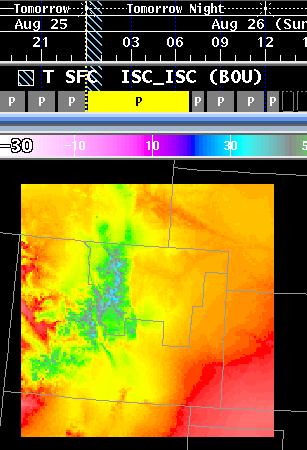 Tomorrow Tomorrow Night
Aug 25 Aug 26 (Sun
21 03 06 09 12
T SFC ISC_ISC (BOU)
P P P P P P P P
-30 -10 10 30 5